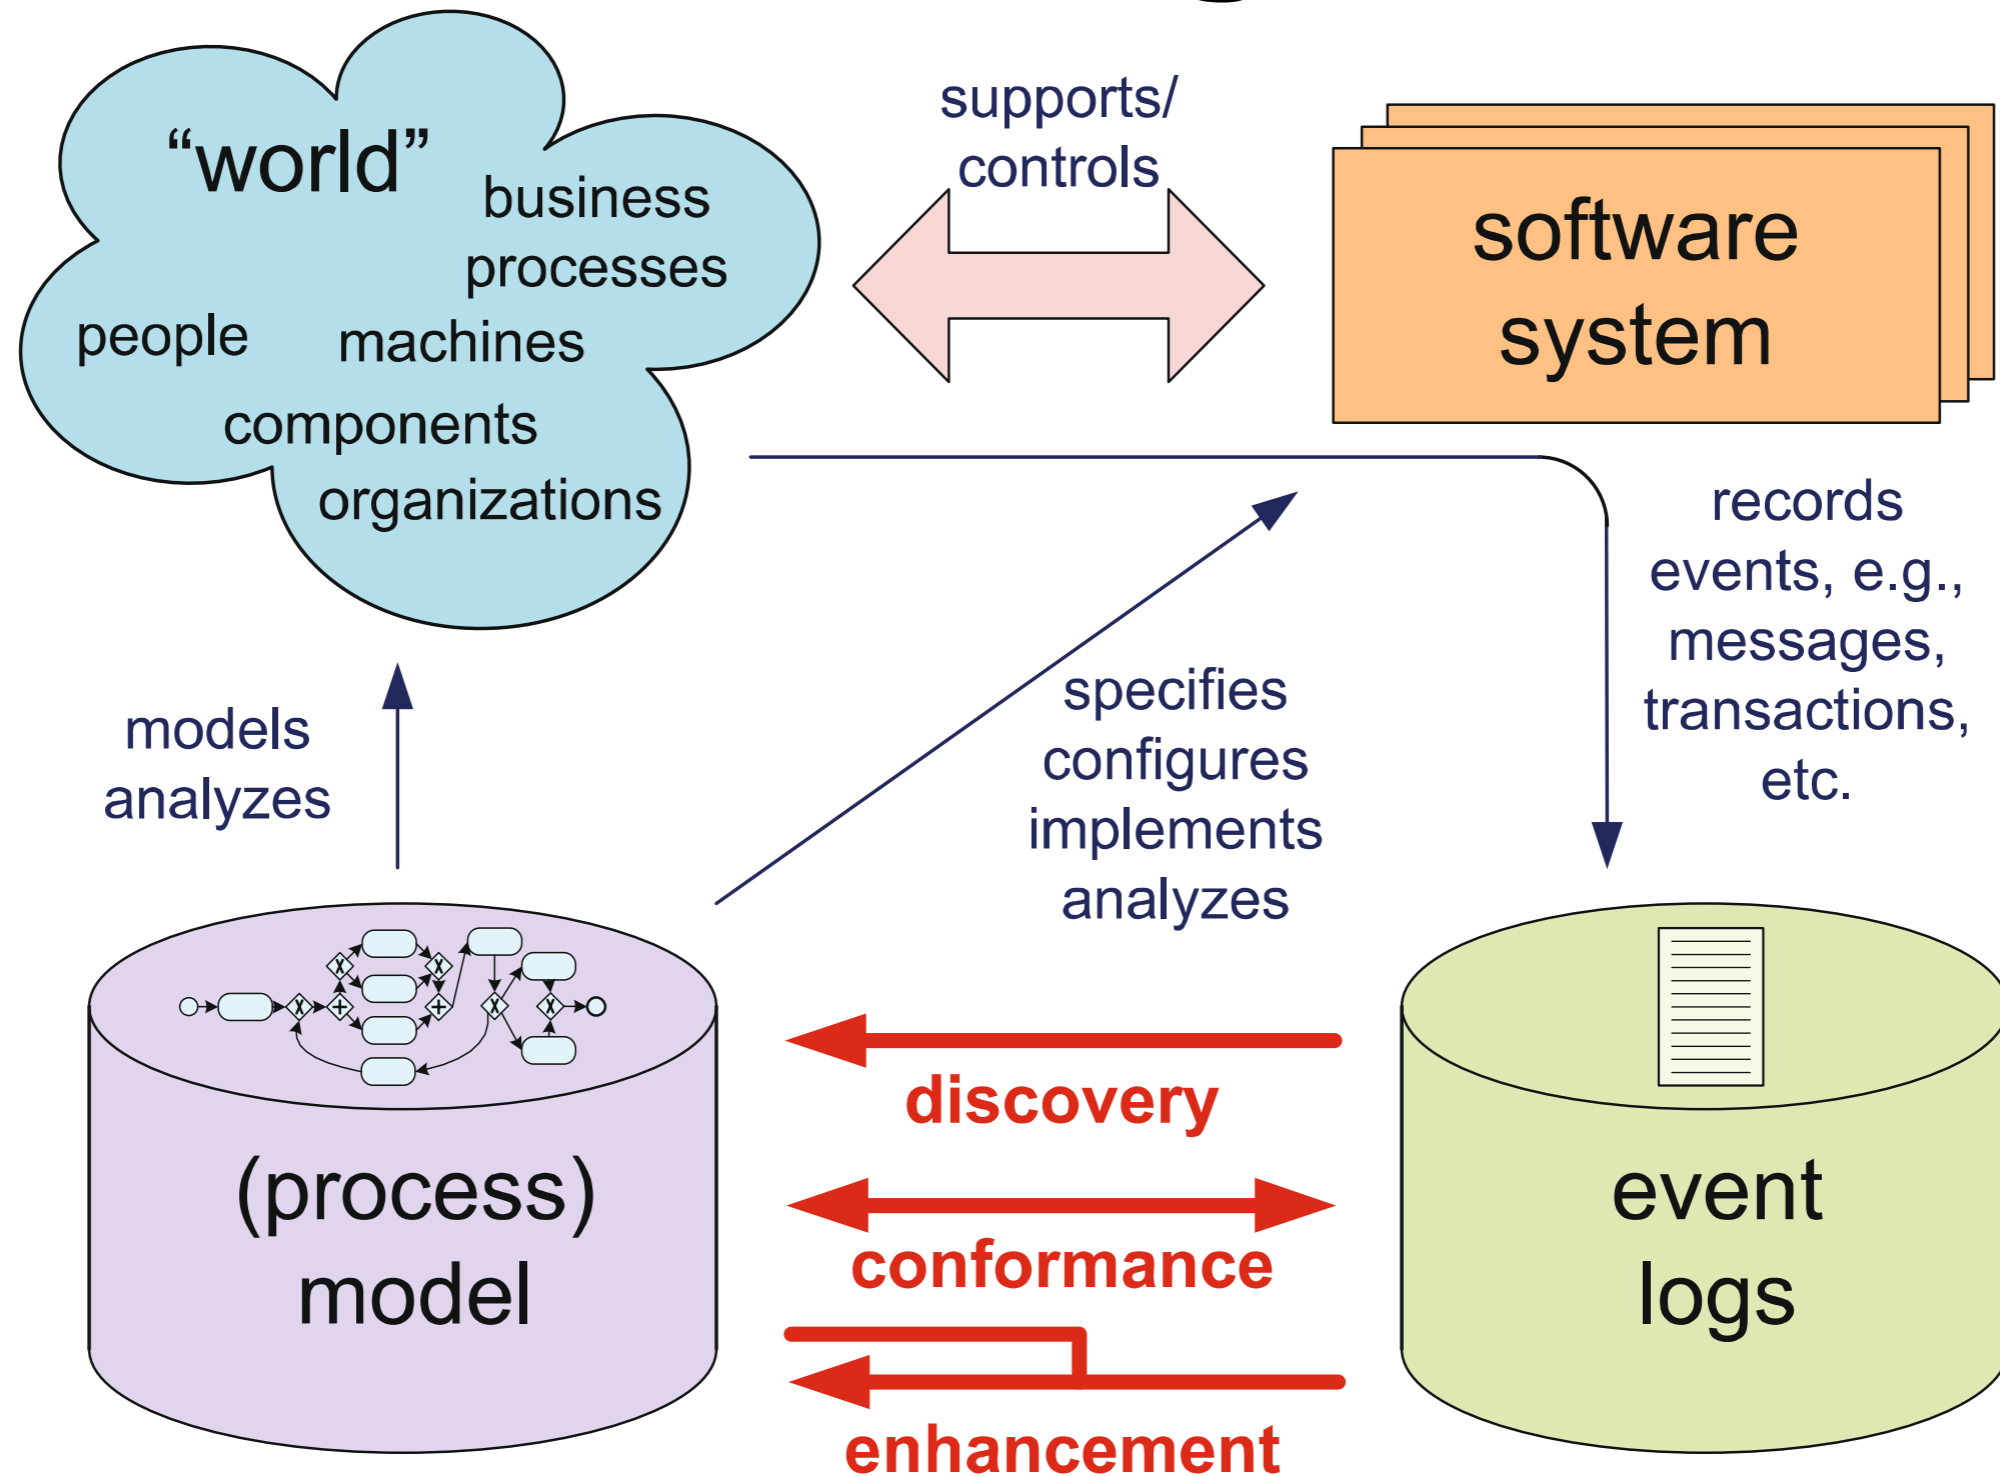 “world”
business
processes
people
machines
components
organizations
supports/
controls
software
system
records
events, e.g.,
messages,
transactions,
etc.
models
analyzes
specifies
configures
implements
analyzes
(process)
model
discovery
conformance
enhancement
event
logs